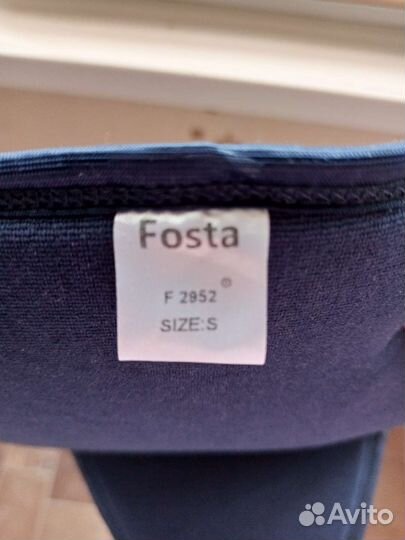 Fosta
®
F 2952
SIZE:S
Avito